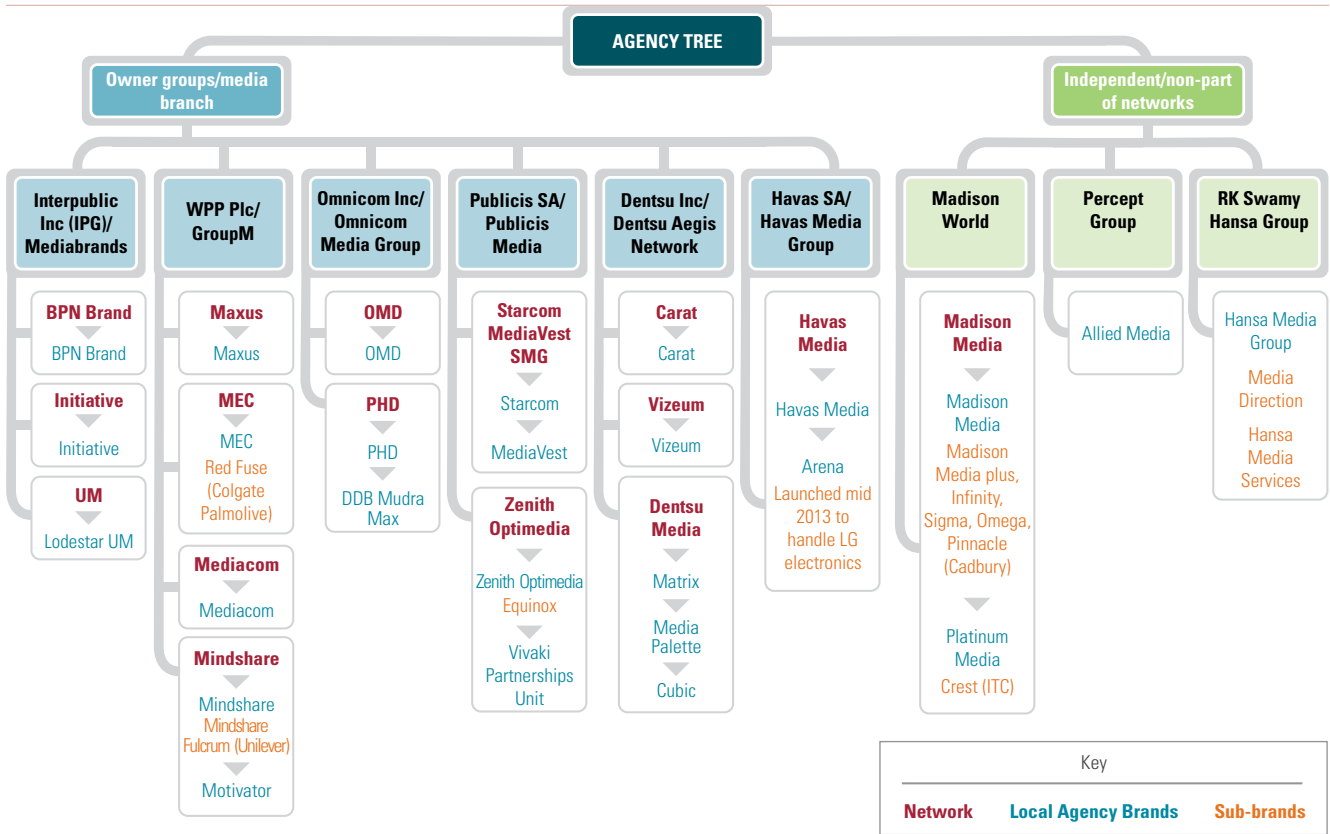 AGENCY TREE
Owner groups/media
branch
Independent/non-part
of networks
Interpublic
Inc (IPG)/
Mediabrands
WPP Plc/
GroupM
Omnicom Inc/
Omnicom
Media Group
Publicis SA/
Publicis
Media
Dentsu Inc/
Dentsu Aegis
Network
Havas SA/
Havas Media
Group
Madison
World
Percept
Group
RK Swamy
Hansa Group
BPN Brand
BPN Brand
Initiative
Initiative
UM
Lodestar UM
Maxus
Maxus
MEC
MEC
Red Fuse
(Colgate
Palmolive)
Mediacom
Mediacom
Mindshare
Mindshare
Mindshare
Fulcrum (Unilever)
Motivator
OMD
OMD
PHD
PHD
DDB Mudra
Max
Starcom
MediaVest
SMG
Starcom
MediaVest
Zenith
Optimedia
Zenith Optimedia
Equinox
Vivaki
Partnerships
Unit
Carat
Carat
Vizeum
Vizeum
Dentsu
Media
Matrix
Media
Palette
Cubic
Havas
Media
Havas Media
Arena
Launched mid
2013 to
handle LG
electronics
Madison
Media
Madison
Media
Madison
Media plus,
Infinity,
Sigma, Omega,
Pinnacle
(Cadbury)
Platinum
Media
Crest (ITC)
Allied Media
Hansa Media
Group
Media
Direction
Hansa
Media
Services
Key
Network Local Agency Brands Sub-brands